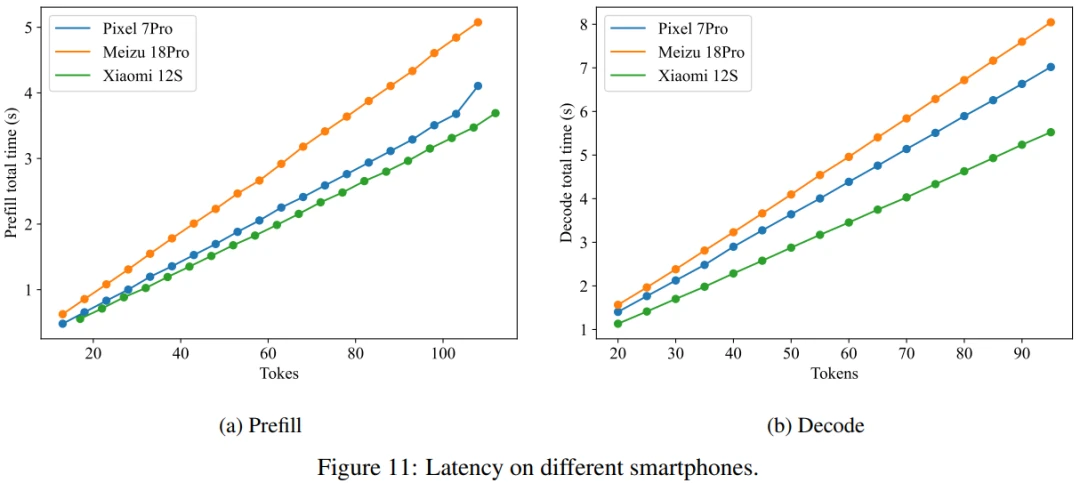 Pixel 7Pro
Meizu 18Pro
Xiaomi 12S
Prefill total time (s)
5
4
3
2
1
20 40 60 80 100
Tokes
(a) Prefill
Pixel 7Pro
Meizu 18Pro
Xiaomi 12S
Decode total time (s)
8
7
6
5
4
3
2
1
20 30 40 50 60 70 80 90
Tokens
(b) Decode
Figure 11: Latency on different smartphones.